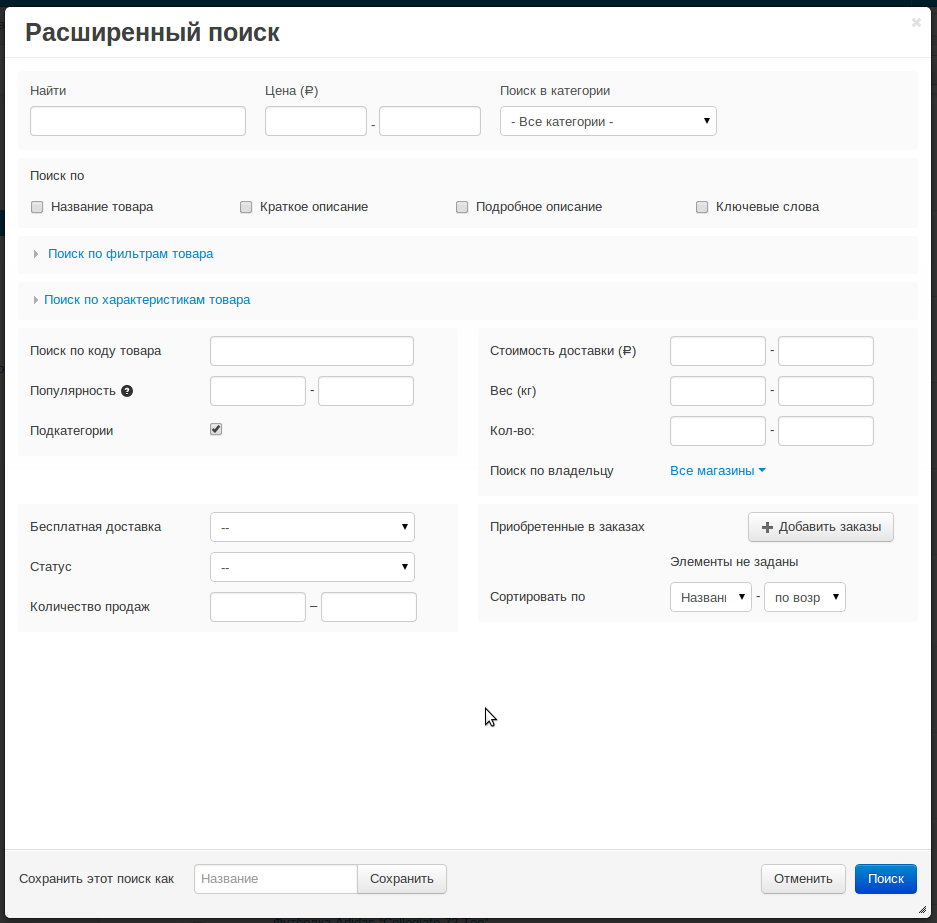 Расширенный поиск
Найти
Цена (₽)
Поиск в категории
-
- Все категории -
Поиск по
Название товара
Краткое описание
Подробное описание
Ключевые слова
Поиск по фильтрам товара
Поиск по характеристикам товара
Поиск по коду товара
Популярность
-
Подкатегории
Стоимость доставки (₽)
-
Вес (кг)
-
Кол-во:
-
Поиск по владельцу
Все магазины
Бесплатная доставка
--
Статус
--
Количество продаж
–
Приобретенные в заказах
Добавить заказы
Элементы не заданы
Сортировать по
Назван
-
по возр
Сохранить этот поиск как
Название
Сохранить
Отменить
Поиск